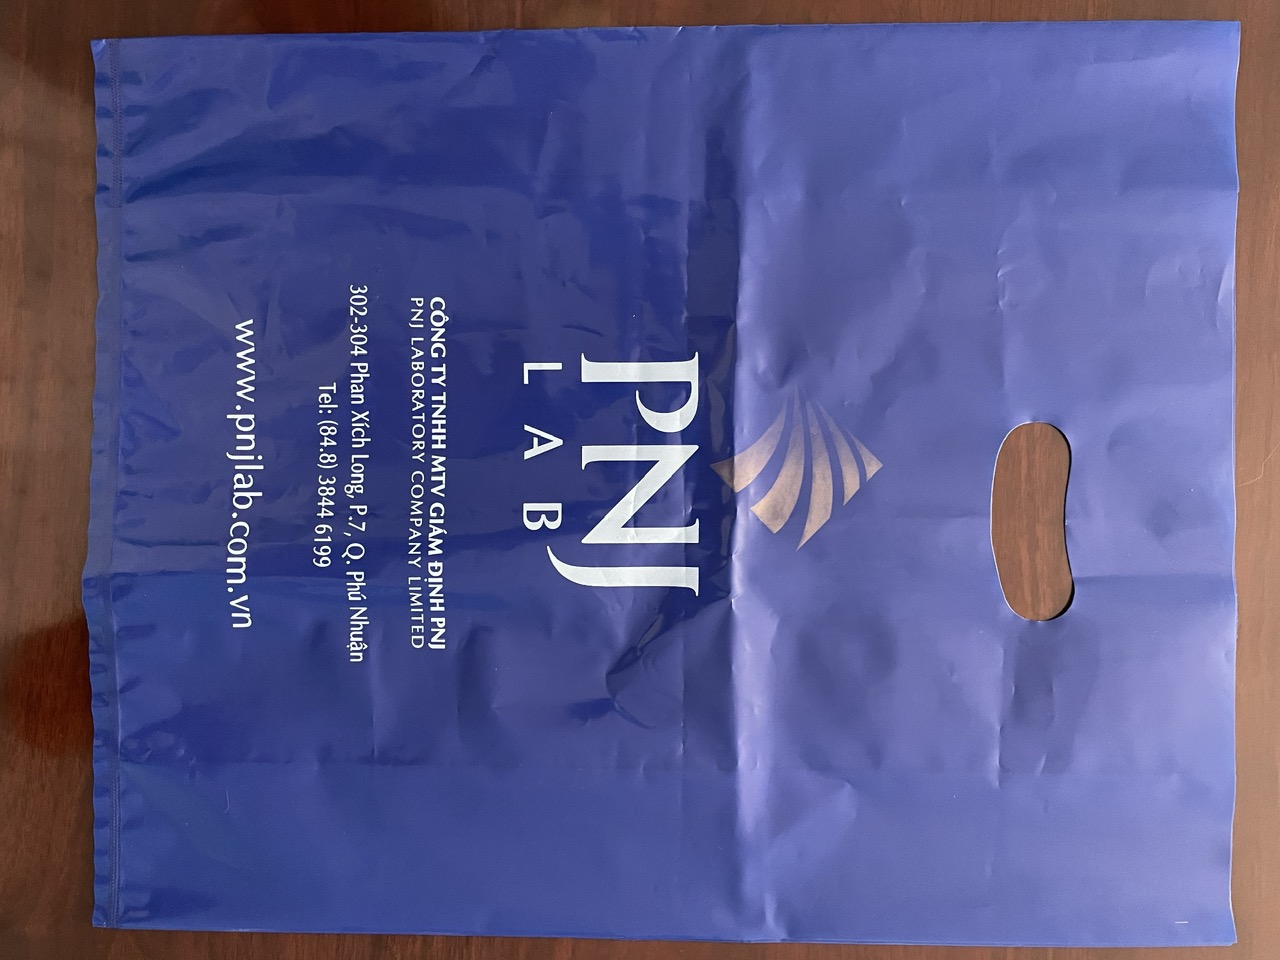 PNJ
LAB
CÔNG TY TNHH MTV GIÁM ĐỊNH PNJ
PNJ LABORATORY COMPANY LIMITED
302-304 Phan Xích Long, P.7, Q. Phú Nhuận
Tel: (84.8) 3844 6199
www.pnjlab.com.vn